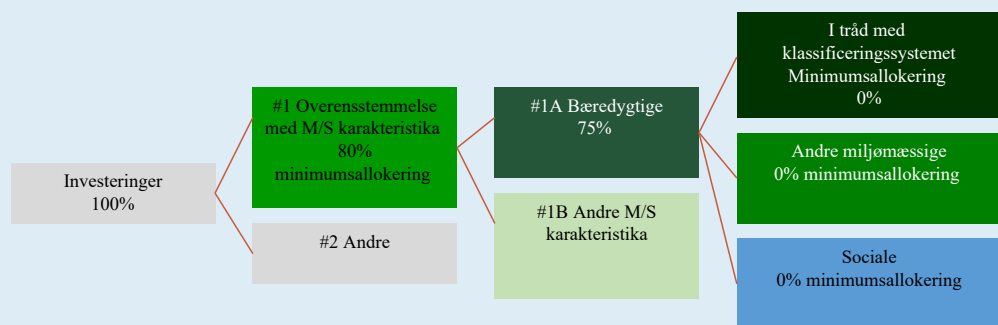 Investeringer
100%
#1 Overensstemmelse
med M/S karakteristika
80%
minimumsallokering
#2 Andre
#1A Bæredygtige
75%
#1B Andre M/S
karakteristika
I tråd med
klassificeringssystemet
Minimumsallokering
0%
Andre miljømæssige
0% minimumsallokering
Sociale
0% minimumsallokering